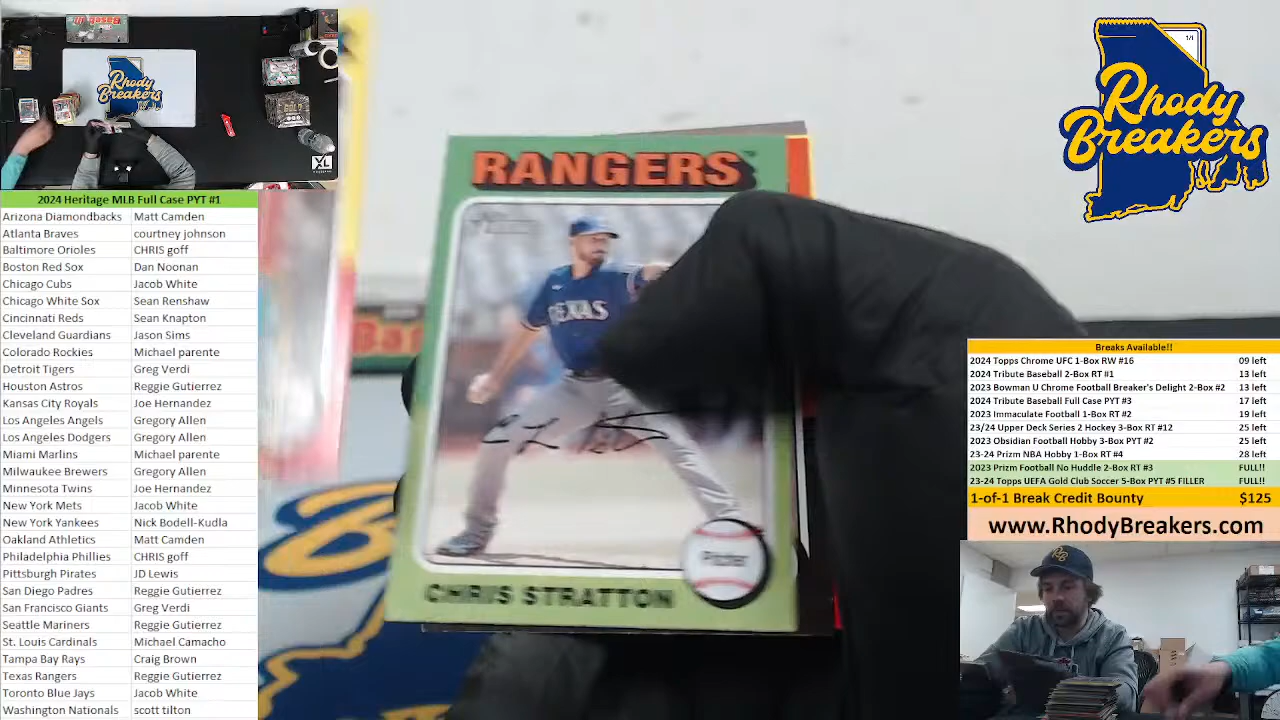 Rhody
Breakers
XL
2024 Heritage MLB Full Case PYT #1
Arizona Diamondbacks Matt Camden
Atlanta Braves courtney johnson
Baltimore Orioles CHRIS goff
Boston Red Sox Dan Noonan
Chicago Cubs Jacob White
Chicago White Sox Sean Renshaw
Cincinnati Reds Sean Knapton
Cleveland Guardians Jason Sims
Colorado Rockies Michael parente
Detroit Tigers Greg Verdi
Houston Astros Reggie Gutierrez
Kansas City Royals Joe Hernandez
Los Angeles Angels Gregory Allen
Los Angeles Dodgers Gregory Allen
Miami Marlins Michael parente
Milwaukee Brewers Gregory Allen
Minnesota Twins Joe Hernandez
New York Mets Jacob White
New York Yankees Nick Bodell-Kudla
Oakland Athletics Matt Camden
Philadelphia Phillies CHRIS goff
Pittsburgh Pirates JD Lewis
San Diego Padres Reggie Gutierrez
San Francisco Giants Greg Verdi
Seattle Mariners Reggie Gutierrez
St. Louis Cardinals Michael Camacho
Tampa Bay Rays Craig Brown
Texas Rangers Reggie Gutierrez
Toronto Blue Jays Jacob White
Washington Nationals scott tilton
RANGERS
TEXAS
Pitcher
CHRIS STRATTON
1/1
Rhody
Breakers
Breaks Available!!
2024 Topps Chrome UFC 1-Box RW #16 09 left
2024 Tribute Baseball 2-Box RT #1 13 left
2023 Bowman U Chrome Football Breaker's Delight 2-Box #2 13 left
2024 Tribute Baseball Full Case PYT #3 17 left
2023 Immaculate Football 1-Box RT #2 19 left
23/24 Upper Deck Series 2 Hockey 3-Box RT #12 25 left
2023 Obsidian Football Hobby 3-Box PYT #2 25 left
23-24 Prizm NBA Hobby 1-Box RT #4 28 left
2023 Prizm Football No Huddle 2-Box RT #3 FULL!!
23-24 Topps UEFA Gold Club Soccer 5-Box PYT #5 FILLER FULL!!
1-of-1 Break Credit Bounty $125
www.RhodyBreakers.com